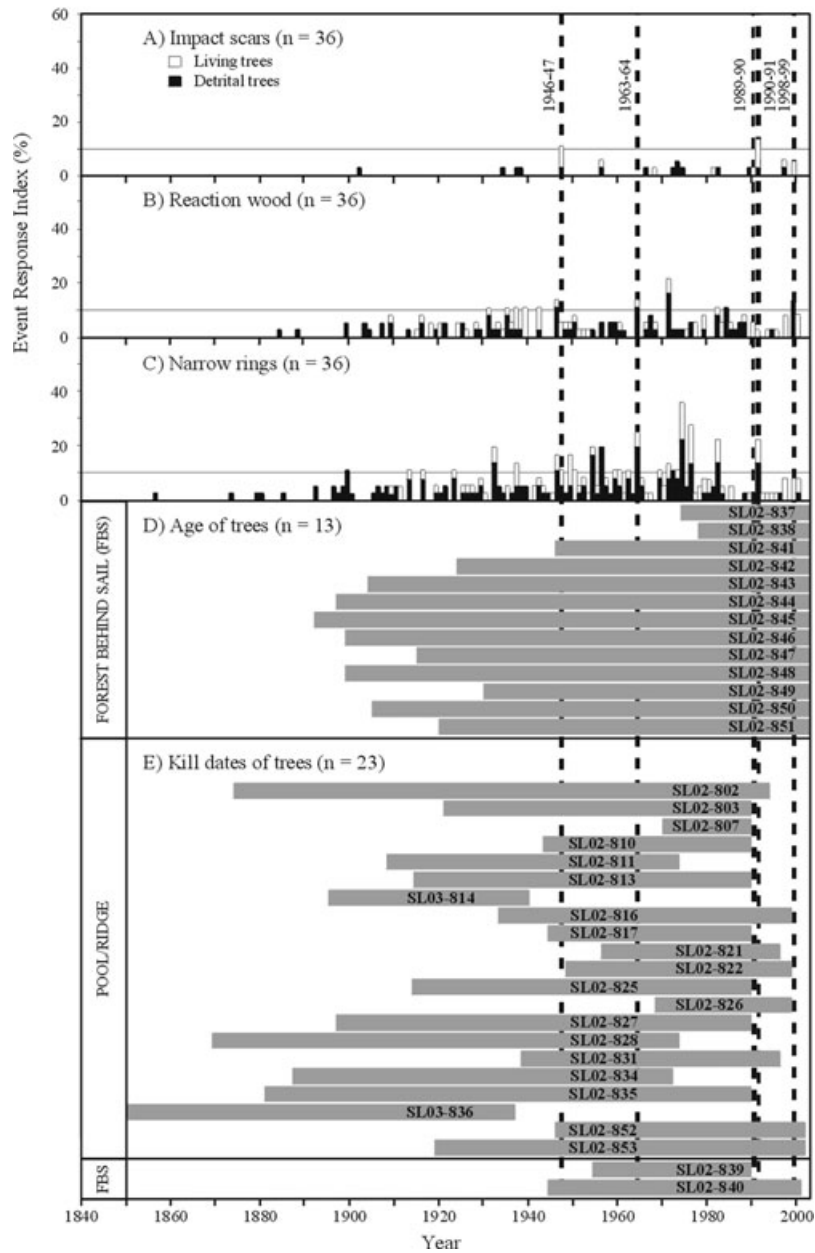 Event Response Index (%)
60
A) Impact scars (n = 36)
Living trees
Detrital trees
1946-47
1963-64
1989-90
1990-91
1998-99
40
20
0
B) Reaction wood (n = 36)
40
20
0
C) Narrow rings (n = 36)
40
20
0
FOREST BEHIND SAIL (FBS)
D) Age of trees (n = 13)
SL02-837
SL02-838
SL02-841
SL02-842
SL02-843
SL02-844
SL02-845
SL02-846
SL02-847
SL02-848
SL02-849
SL02-850
SL02-851
POOL/RIDGE
E) Kill dates of trees (n = 23)
SL02-802
SL02-803
SL02-807
SL02-810
SL02-811
SL02-813
SL03-814
SL02-816
SL02-817
SL02-821
SL02-822
SL02-825
SL02-826
SL02-827
SL02-828
SL02-831
SL02-834
SL02-835
SL03-836
SL02-852
SL02-853
FBS
SL02-839
SL02-840
1840 1860 1880 1900 1920 1940 1960 1980 2000
Year